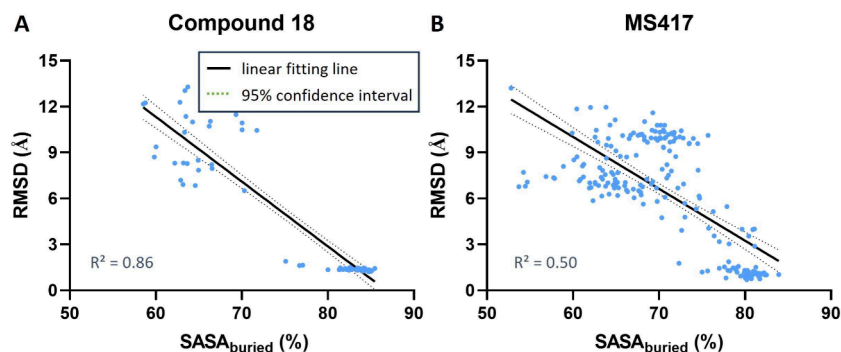 A
Compound 18
linear fitting line
95% confidence interval
RMSD (Å)
15
12
9
6
3
0
R² = 0.86
50
60
70
80
90
SASA_buried (%)
B
MS417
RMSD (Å)
15
12
9
6
3
0
R² = 0.50
50
60
70
80
90
SASA_buried (%)